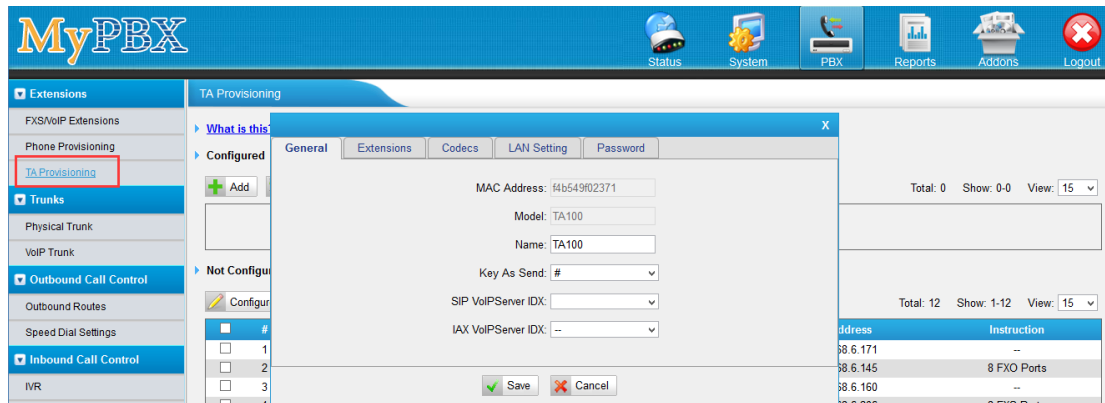 MyPBX
Status System PBX Reports Addons Logout
Extensions
FXS/VoIP Extensions
Phone Provisioning
TA Provisioning
Trunks
Physical Trunk
VoIP Trunk
Outbound Call Control
Outbound Routes
Speed Dial Settings
Inbound Call Control
IVR
TA Provisioning
What is this?
Configured
Add
Total: 0 Show: 0-0 View: 15
X
General Extensions Codecs LAN Setting Password
MAC Address: f4b549f02371
Model: TA100
Name: TA100
Key As Send: #
SIP VoIPServer IDX:
IAX VoIPServer IDX: --
Save Cancel
Not Configu
Configur
Total: 12 Show: 1-12 View: 15
# ddress Instruction
1 58.6.171 --
2 58.6.145 8 FXO Ports
3 58.6.160 --